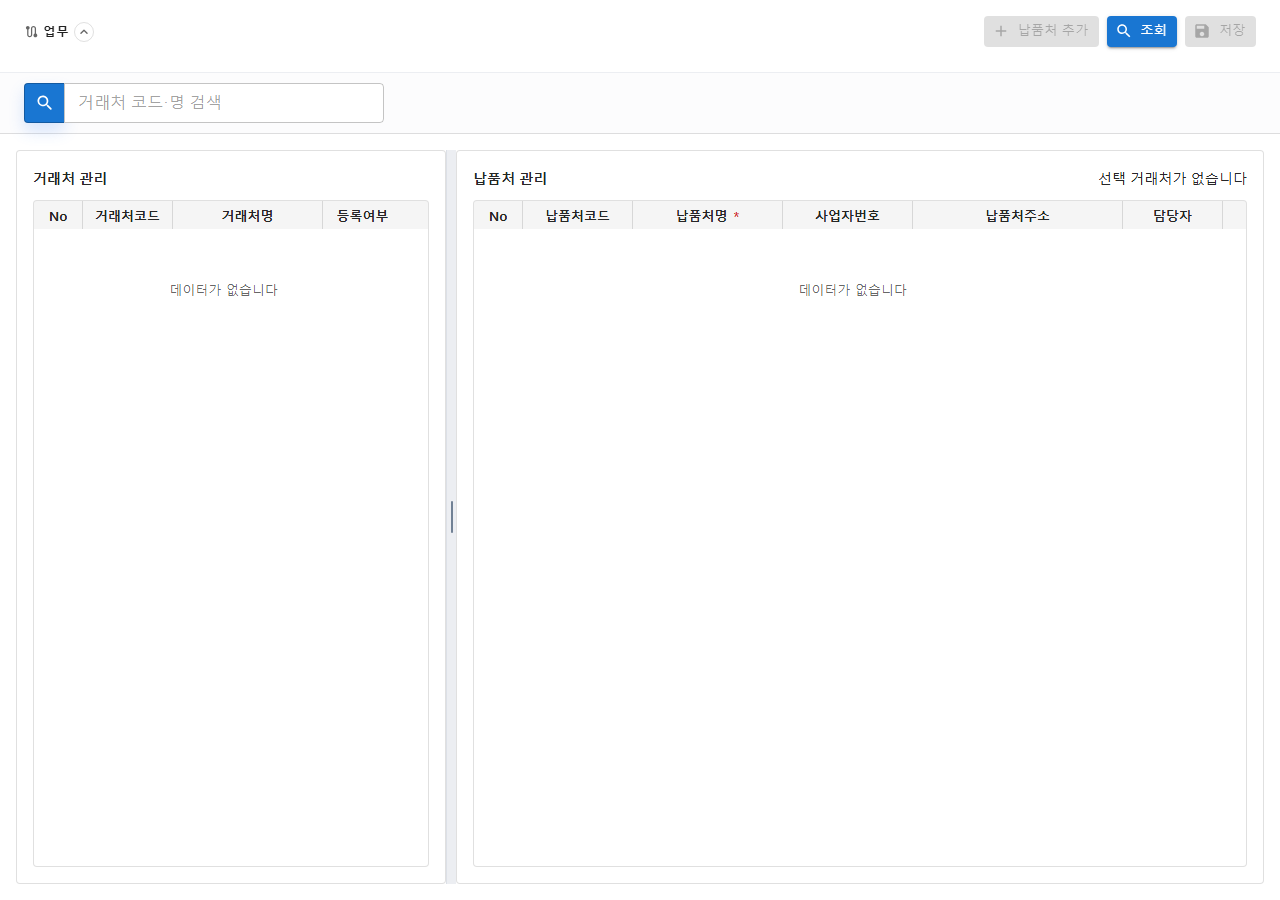 업무
납품처 추가
조회
저장
거래처 코드·명 검색
거래처 관리
No 거래처코드 거래처명 등록여부
데이터가 없습니다
납품처 관리
선택 거래처가 없습니다
No 납품처코드 납품처명 * 사업자번호 납품처주소 담당자
데이터가 없습니다